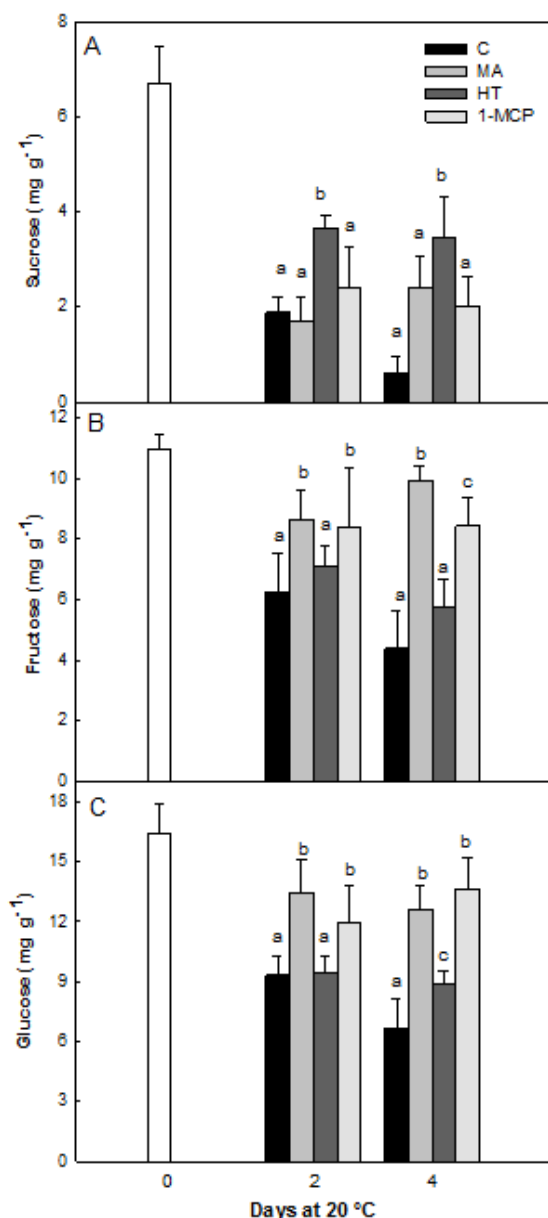 A
C
MA
HT
1-MCP
8
6
4
2
0
Sucrose (mg g⁻¹)
a
a
b
a
a
a
b
a
B
12
10
8
6
4
2
0
Fructose (mg g⁻¹)
a
b
a
b
a
b
a
c
C
18
15
12
9
6
3
0
Glucose (mg g⁻¹)
a
b
a
b
a
b
c
b
0
2
4
Days at 20 °C